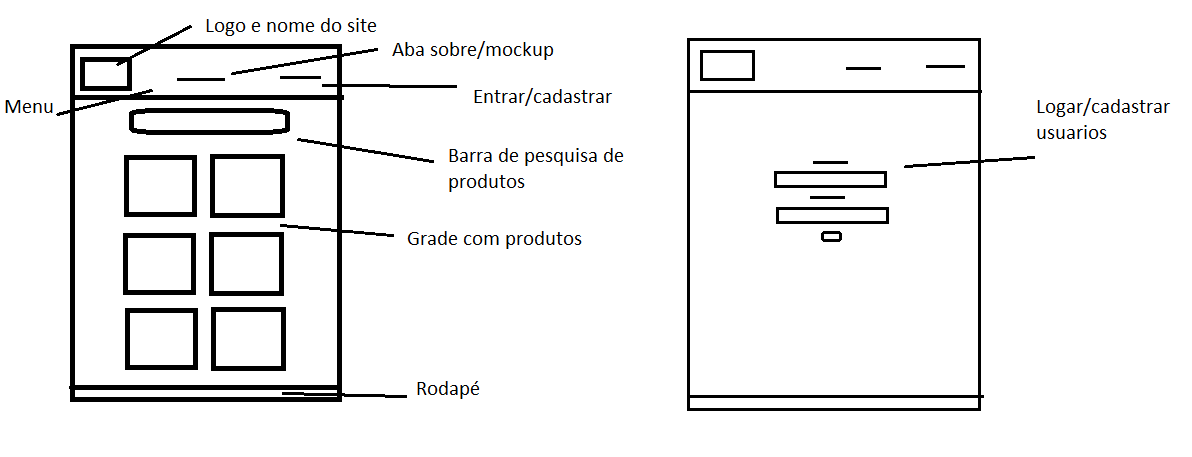 Logo e nome do site
Aba sobre/mockup
Entrar/cadastrar
Menu
Barra de pesquisa de
produtos
Grade com produtos
Rodapé
Logar/cadastrar
usuarios